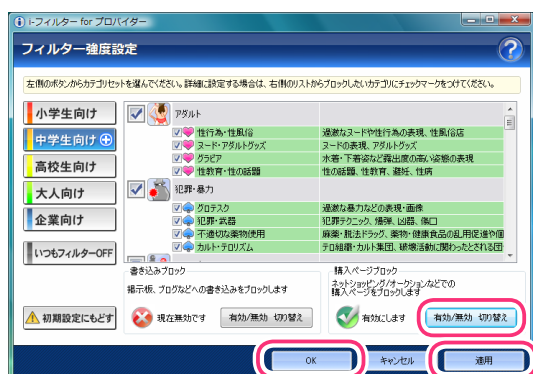 i-フィルター for プロバイダー
フィルター強度設定
左側のボタンからカテゴリセットを選んでください。詳細に設定する場合は、右側のリストからブロックしたいカテゴリにチェックマークをつけてください。
小学生向け
中学生向け
高校生向け
大人向け
企業向け
いつもフィルターOFF
初期設定にもどす
アダルト
性行為・性風俗 過激なヌードや性行為の表現、性風俗店
ヌード・アダルトグッズ ヌードの表現、アダルトグッズ
グラビア 水着・下着姿など露出度の高い姿態の表現
性教育・性の話題 性の話題、性教育、避妊、性病
犯罪・暴力
グロテスク 過激な暴力などの表現・画像
犯罪・武器 犯罪テクニック、爆弾、凶器、傷口
不適切な薬物使用 麻薬・脱法ドラッグ、薬物・健康食品の乱用促進や個
カルト・テロリズム テロ組織・カルト集団、破壊活動に関わったとされる団
書き込みブロック
掲示板、ブログなどへの書き込みをブロックします
現在無効です 有効/無効 切り替え
購入ページブロック
ネットショッピング/オークションなどでの
購入ページをブロックします
有効にします 有効/無効 切り替え
OK キャンセル 適用